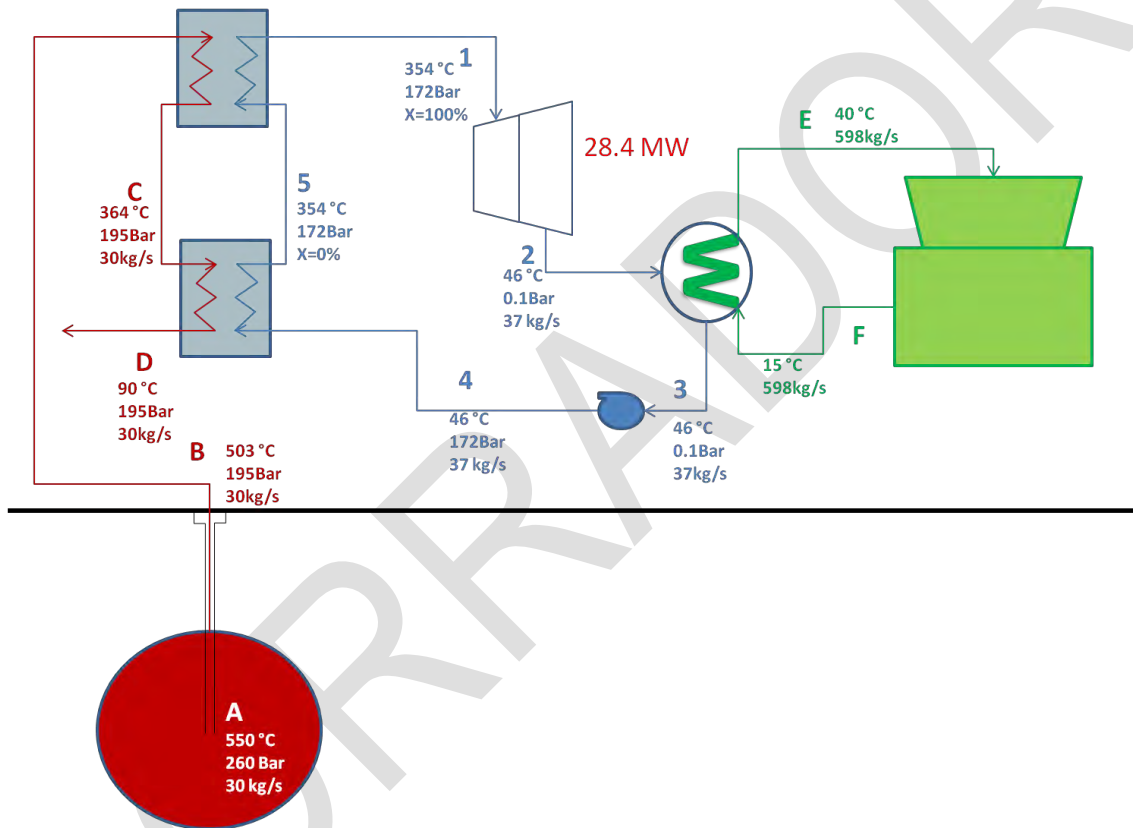 1
354 °C
172Bar
X=100%
28.4 MW
E
40 °C
598kg/s
C
364 °C
195Bar
30kg/s
5
354 °C
172Bar
X=0%
2
46 °C
0.1Bar
37 kg/s
F
15 °C
598kg/s
D
90 °C
195Bar
30kg/s
4
46 °C
172Bar
37 kg/s
3
46 °C
0.1Bar
37kg/s
B
503 °C
195Bar
30kg/s
A
550 °C
260 Bar
30 kg/s
ORRADOR